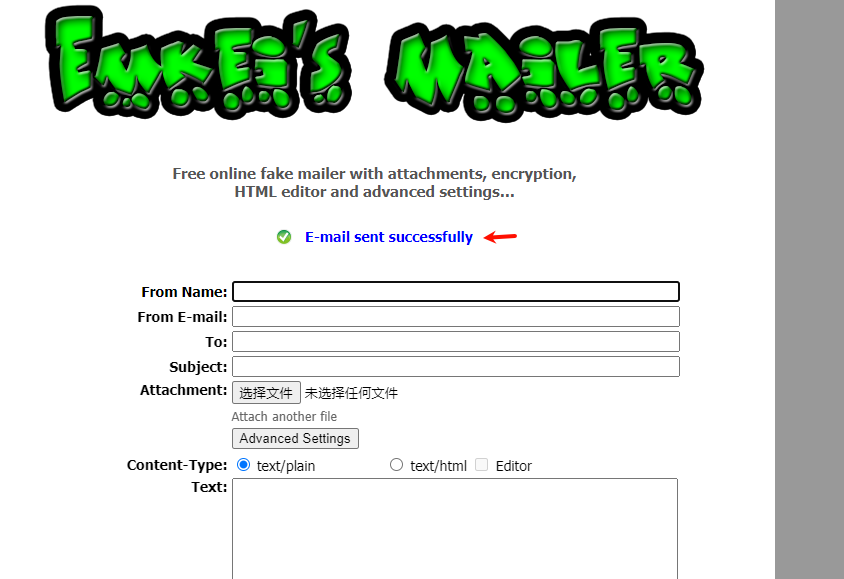 Emkei's Mailer
Free online fake mailer with attachments, encryption,
HTML editor and advanced settings...
E-mail sent successfully
From Name:
From E-mail:
To:
Subject:
Attachment: 选择文件 未选择任何文件
Attach another file
Advanced Settings
Content-Type: text/plain text/html Editor
Text: